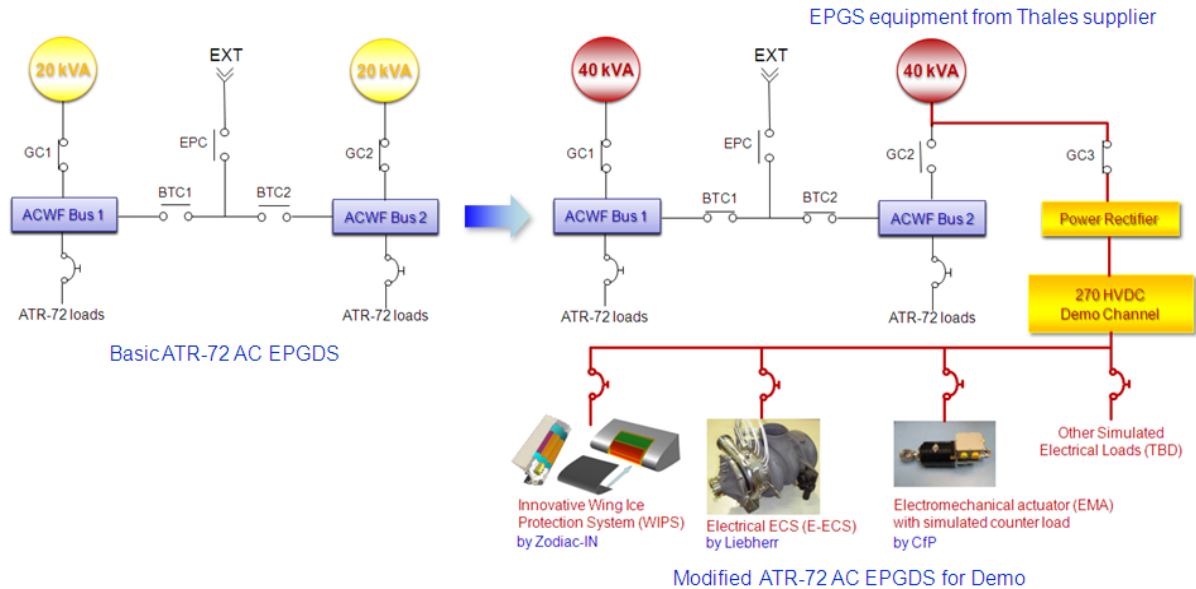 EPGS equipment from Thales supplier
20 kVA
EXT
20 kVA
GC1
EPC
GC2
BTC1
BTC2
ACWF Bus 1
ACWF Bus 2
ATR-72 loads
ATR-72 loads
Basic ATR-72 AC EPGDS
40 kVA
EXT
40 kVA
GC1
EPC
GC2
GC3
BTC1
BTC2
ACWF Bus 1
ACWF Bus 2
Power Rectifier
ATR-72 loads
ATR-72 loads
270 HVDC
Demo Channel
Innovative Wing Ice
Protection System (WIPS)
by Zodiac-IN
Electrical ECS (E-ECS)
by Liebherr
Electromechanical actuator (EMA)
with simulated counter load
by CfP
Other Simulated
Electrical Loads (TBD)
Modified ATR-72 AC EPGDS for Demo